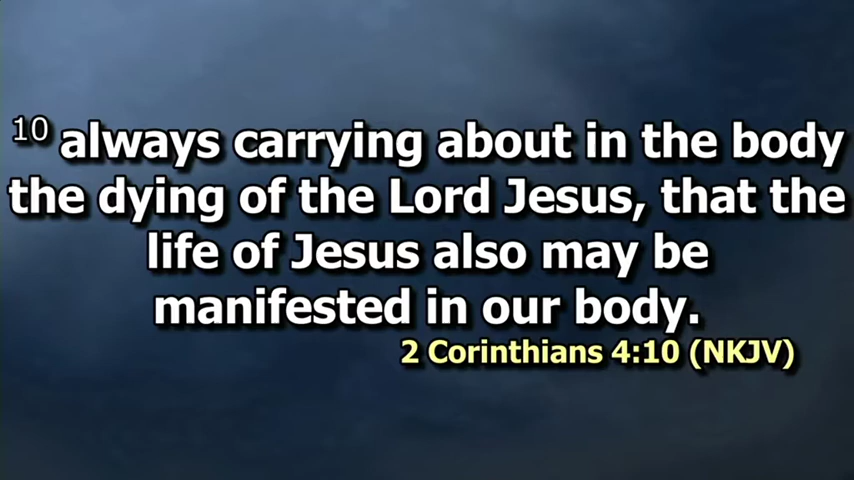 10 always carrying about in the body
the dying of the Lord Jesus, that the
life of Jesus also may be
manifested in our body.
2 Corinthians 4:10 (NKJV)